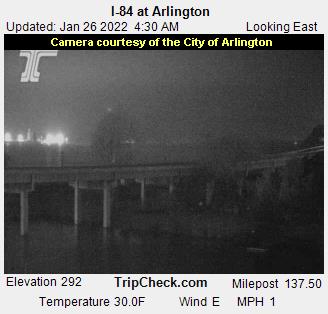 I-84 at Arlington
Updated: Jan 26 2022 4:30 AM Looking East
Camera courtesy of the City of Arlington
Elevation 292 TripCheck.com Milepost 137.50
Temperature 30.0F Wind E MPH 1